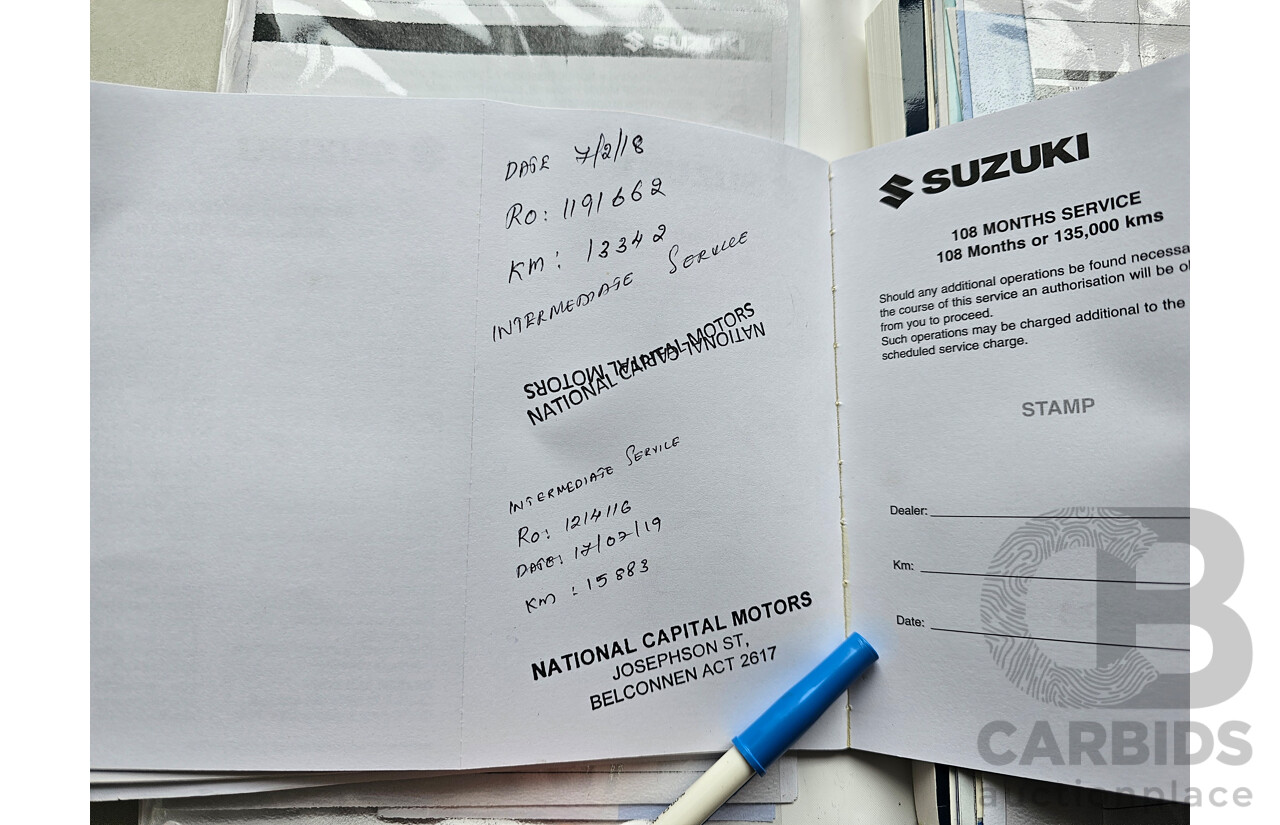 SUZUKI
DATE 7/2/18
RO: 1191662
KM: 13342
INTERMEDIATE SERVICE
NATIONAL CAPITAL MOTORS
NATIONAL CAPITAL MOTORS
INTERMEDIATE SERVICE
RO: 1214116
DATE: 17/02/19
KM: 15883
NATIONAL CAPITAL MOTORS
JOSEPHSON ST,
BELCONNEN ACT 2617
SUZUKI
108 MONTHS SERVICE
108 Months or 135,000 kms
Should any additional operations be found necessa
the course of this service an authorisation will be
from you to proceed.
Such operations may be charged additional to the
scheduled service charge.
STAMP
Dealer:
Km:
Date:
CB
CARBIDS
auctionplace